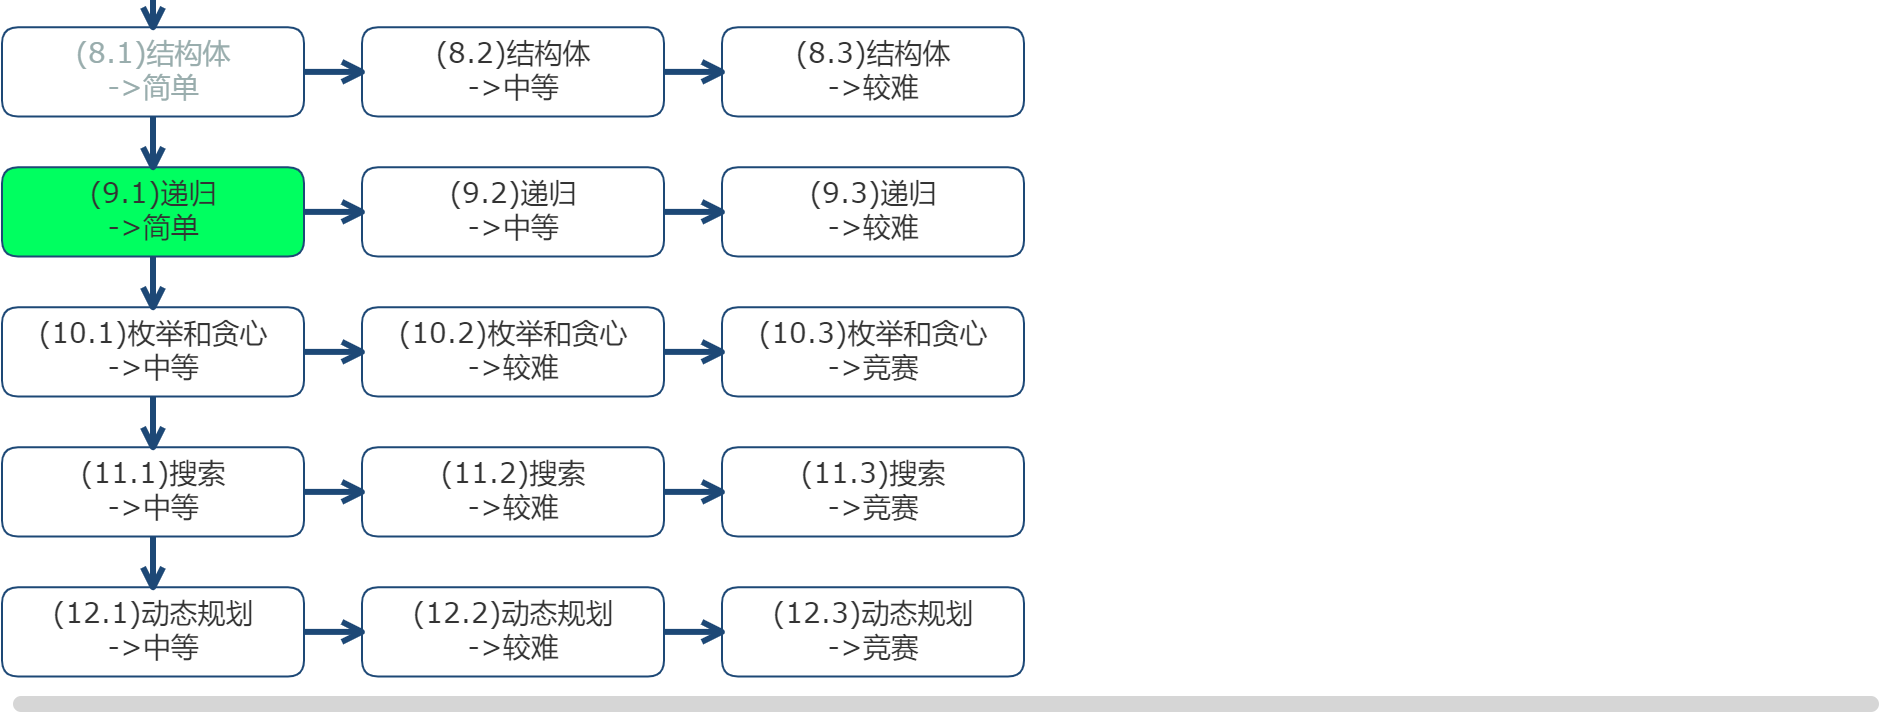 (8.1)结构体
->简单
(8.2)结构体
->中等
(8.3)结构体
->较难
(9.1)递归
->简单
(9.2)递归
->中等
(9.3)递归
->较难
(10.1)枚举和贪心
->中等
(10.2)枚举和贪心
->较难
(10.3)枚举和贪心
->竞赛
(11.1)搜索
->中等
(11.2)搜索
->较难
(11.3)搜索
->竞赛
(12.1)动态规划
->中等
(12.2)动态规划
->较难
(12.3)动态规划
->竞赛